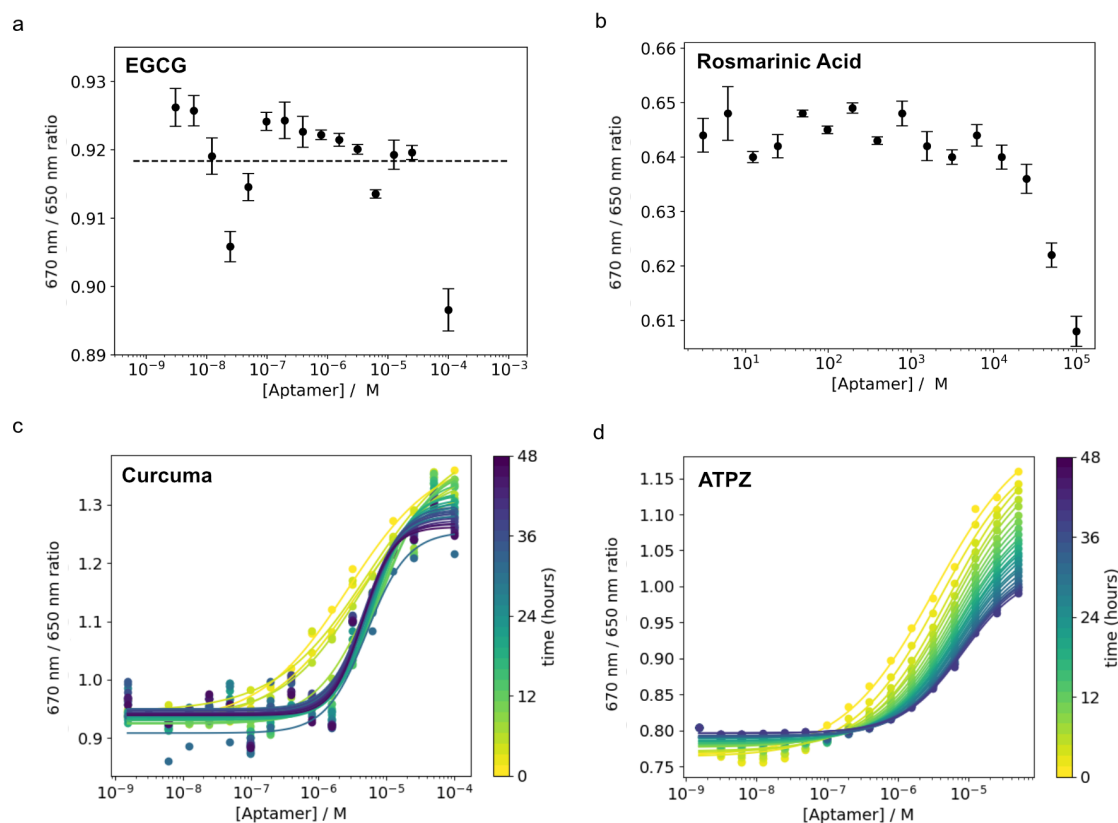 a
EGCG
0.93
0.92
0.91
0.90
0.89
670 nm / 650 nm ratio
10⁻⁹ 10⁻⁸ 10⁻⁷ 10⁻⁶ 10⁻⁵ 10⁻⁴ 10⁻³
[Aptamer] / M
b
Rosmarinic Acid
0.66
0.65
0.64
0.63
0.62
0.61
670 nm / 650 nm ratio
10¹ 10² 10³ 10⁴ 10⁵
[Aptamer] / M
c
Curcuma
1.3
1.2
1.1
1.0
0.9
670 nm / 650 nm ratio
10⁻⁹ 10⁻⁸ 10⁻⁷ 10⁻⁶ 10⁻⁵ 10⁻⁴
[Aptamer] / M
48
36
24
12
0
time (hours)
d
ATPZ
1.15
1.10
1.05
1.00
0.95
0.90
0.85
0.80
0.75
670 nm / 650 nm ratio
10⁻⁹ 10⁻⁸ 10⁻⁷ 10⁻⁶ 10⁻⁵
[Aptamer] / M
48
36
24
12
0
time (hours)